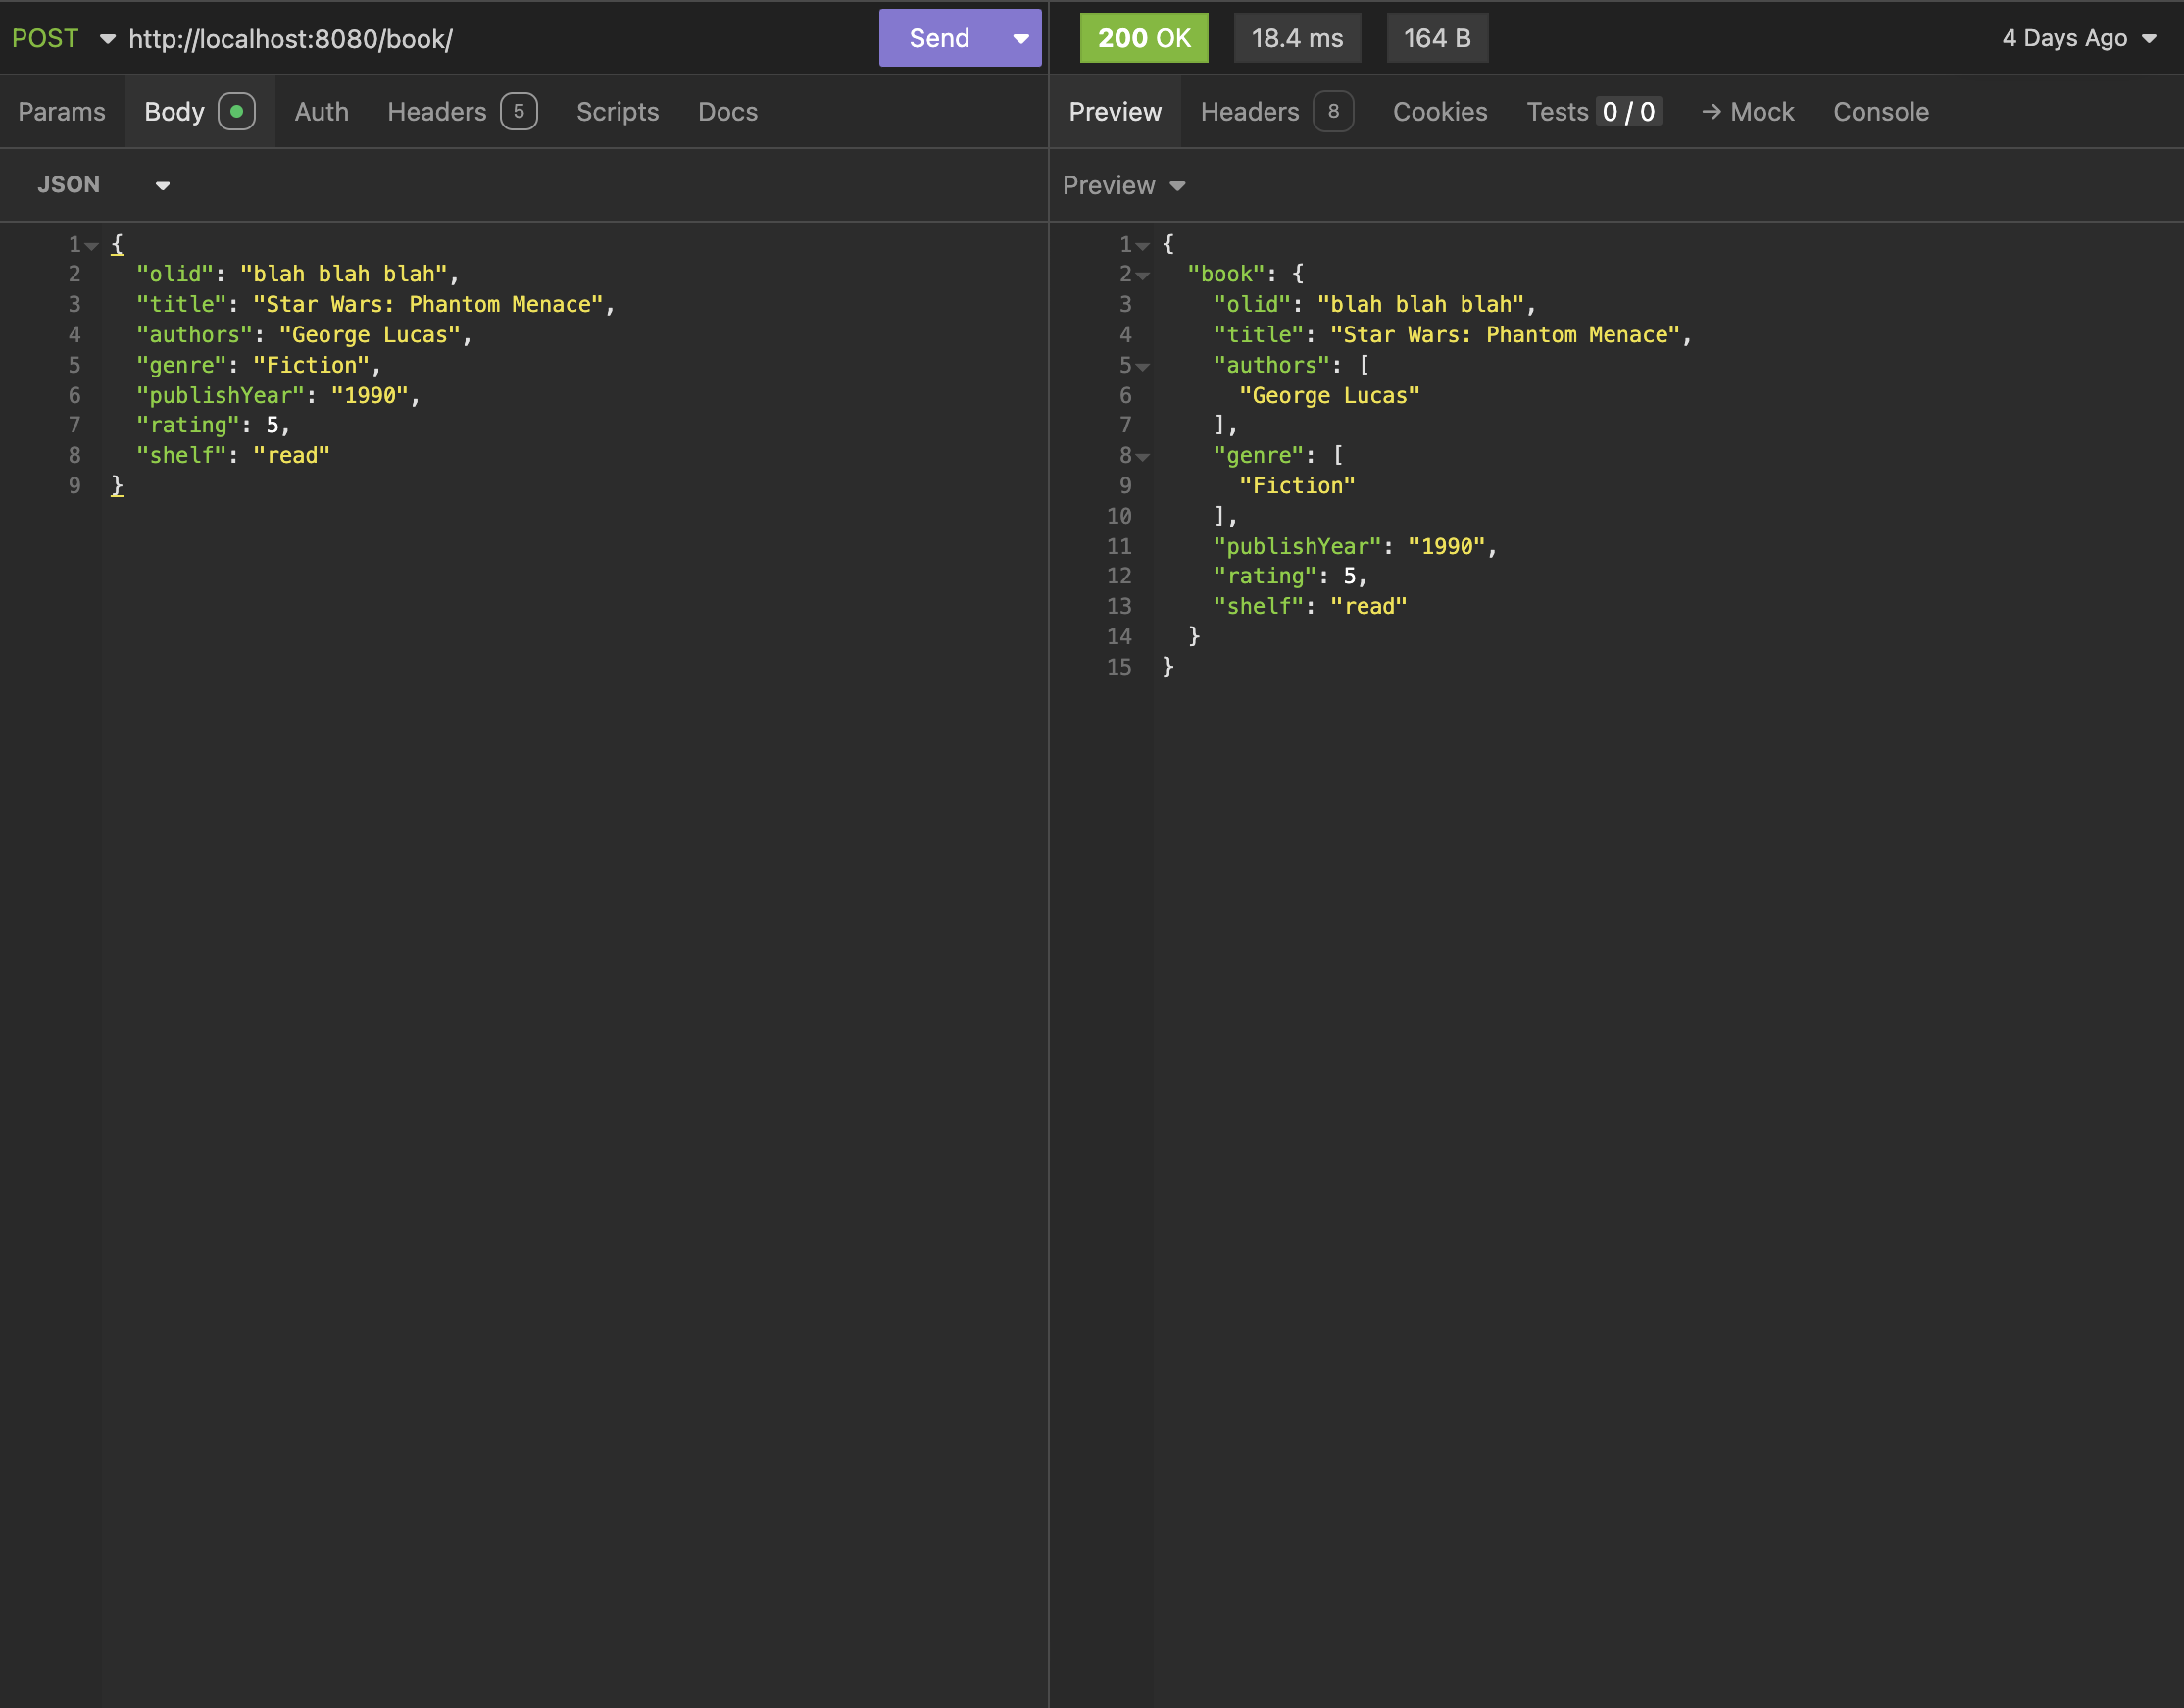 POST http://localhost:8080/book/ Send
Params Body Auth Headers 5 Scripts Docs
JSON
1 {
2 "olid": "blah blah blah",
3 "title": "Star Wars: Phantom Menace",
4 "authors": "George Lucas",
5 "genre": "Fiction",
6 "publishYear": "1990",
7 "rating": 5,
8 "shelf": "read"
9 }
200 OK 18.4 ms 164 B 4 Days Ago
Preview Headers 8 Cookies Tests 0 / 0 → Mock Console
Preview
1 {
2 "book": {
3 "olid": "blah blah blah",
4 "title": "Star Wars: Phantom Menace",
5 "authors": [
6 "George Lucas"
7 ],
8 "genre": [
9 "Fiction"
10 ],
11 "publishYear": "1990",
12 "rating": 5,
13 "shelf": "read"
14 }
15 }